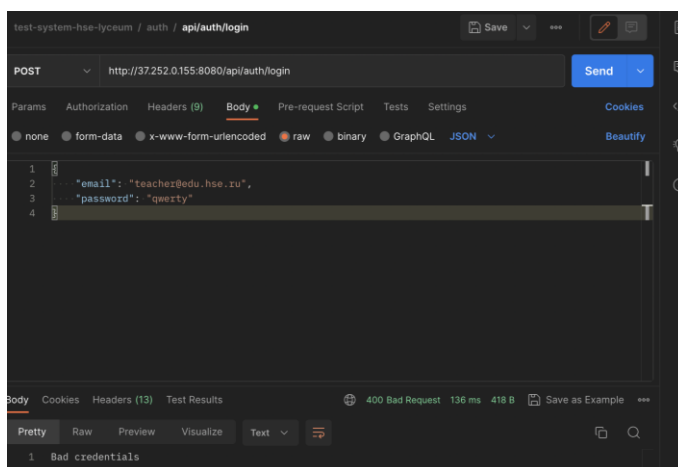 test-system-hse-lyceum / auth / api/auth/login Save
POST http://37.252.0.155:8080/api/auth/login Send
Params Authorization Headers (9) Body Pre-request Script Tests Settings Cookies
none form-data x-www-form-urlencoded raw binary GraphQL JSON Beautify
1 {
2 "email": "teacher@edu.hse.ru",
3 "password": "qwerty"
4 }
Body Cookies Headers (13) Test Results 400 Bad Request 136 ms 418 B Save as Example
Pretty Raw Preview Visualize Text
1 Bad credentials